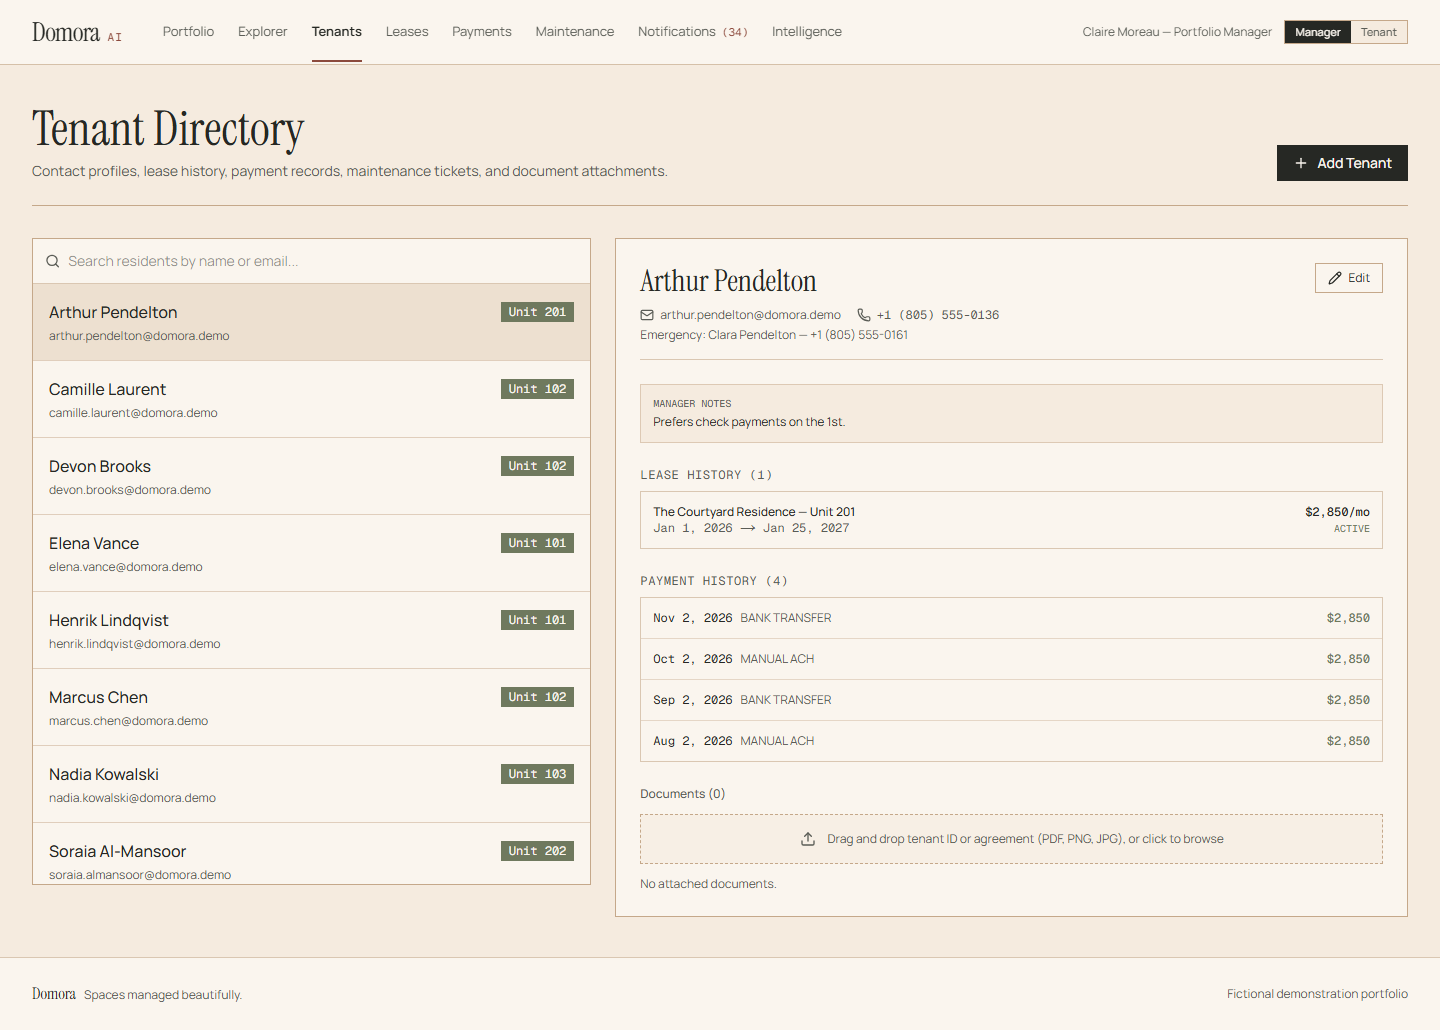 Domora AI
Portfolio
Explorer
Tenants
Leases
Payments
Maintenance
Notifications (34)
Intelligence
Claire Moreau — Portfolio Manager
Manager
Tenant
Tenant Directory
Contact profiles, lease history, payment records, maintenance tickets, and document attachments.
+ Add Tenant
Search residents by name or email...
Arthur Pendelton
Unit 201
arthur.pendelton@domora.demo
Camille Laurent
Unit 102
camille.laurent@domora.demo
Devon Brooks
Unit 102
devon.brooks@domora.demo
Elena Vance
Unit 101
elena.vance@domora.demo
Henrik Lindqvist
Unit 101
henrik.lindqvist@domora.demo
Marcus Chen
Unit 102
marcus.chen@domora.demo
Nadia Kowalski
Unit 103
nadia.kowalski@domora.demo
Soraia Al-Mansoor
Unit 202
soraia.almansoor@domora.demo
Arthur Pendelton
Edit
arthur.pendelton@domora.demo
+1 (805) 555-0136
Emergency: Clara Pendelton — +1 (805) 555-0161
MANAGER NOTES
Prefers check payments on the 1st.
LEASE HISTORY (1)
The Courtyard Residence — Unit 201
$2,850/mo
Jan 1, 2026 → Jan 25, 2027
ACTIVE
PAYMENT HISTORY (4)
Nov 2, 2026 BANK TRANSFER
$2,850
Oct 2, 2026 MANUAL ACH
$2,850
Sep 2, 2026 BANK TRANSFER
$2,850
Aug 2, 2026 MANUAL ACH
$2,850
Documents (0)
Drag and drop tenant ID or agreement (PDF, PNG, JPG), or click to browse
No attached documents.
Domora Spaces managed beautifully.
Fictional demonstration portfolio